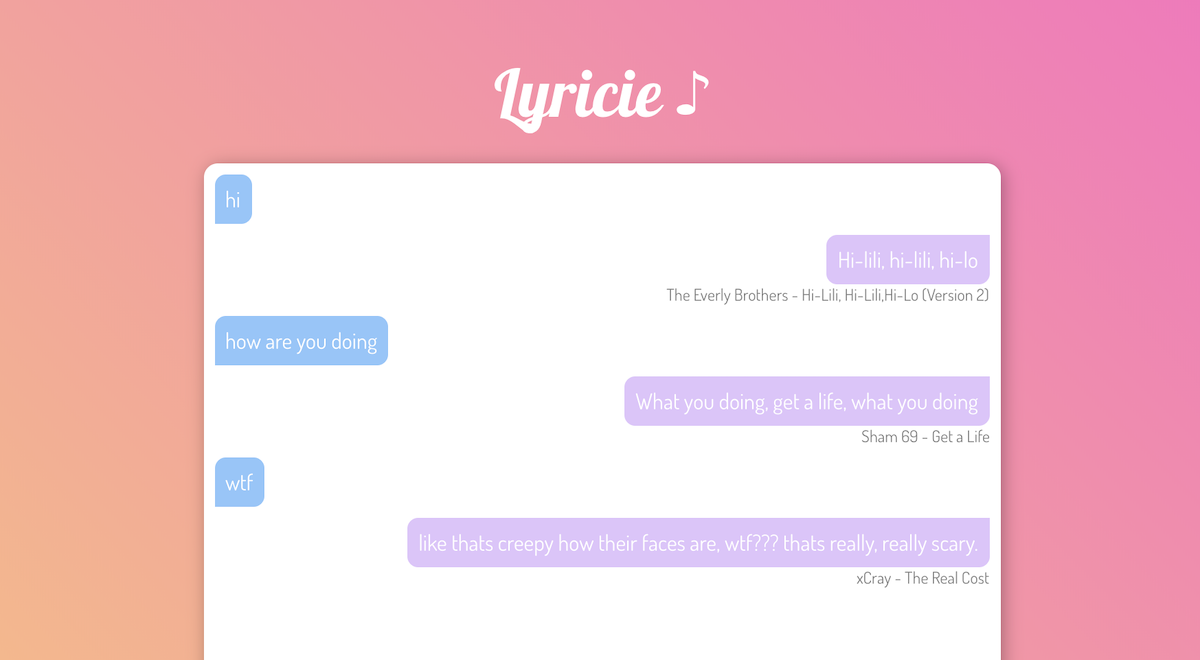 Lyricie ♪
hi
Hi-lili, hi-lili, hi-lo
The Everly Brothers - Hi-Lili, Hi-Lili,Hi-Lo (Version 2)
how are you doing
What you doing, get a life, what you doing
Sham 69 - Get a Life
wtf
like thats creepy how their faces are, wtf??? thats really, really scary.
xCray - The Real Cost